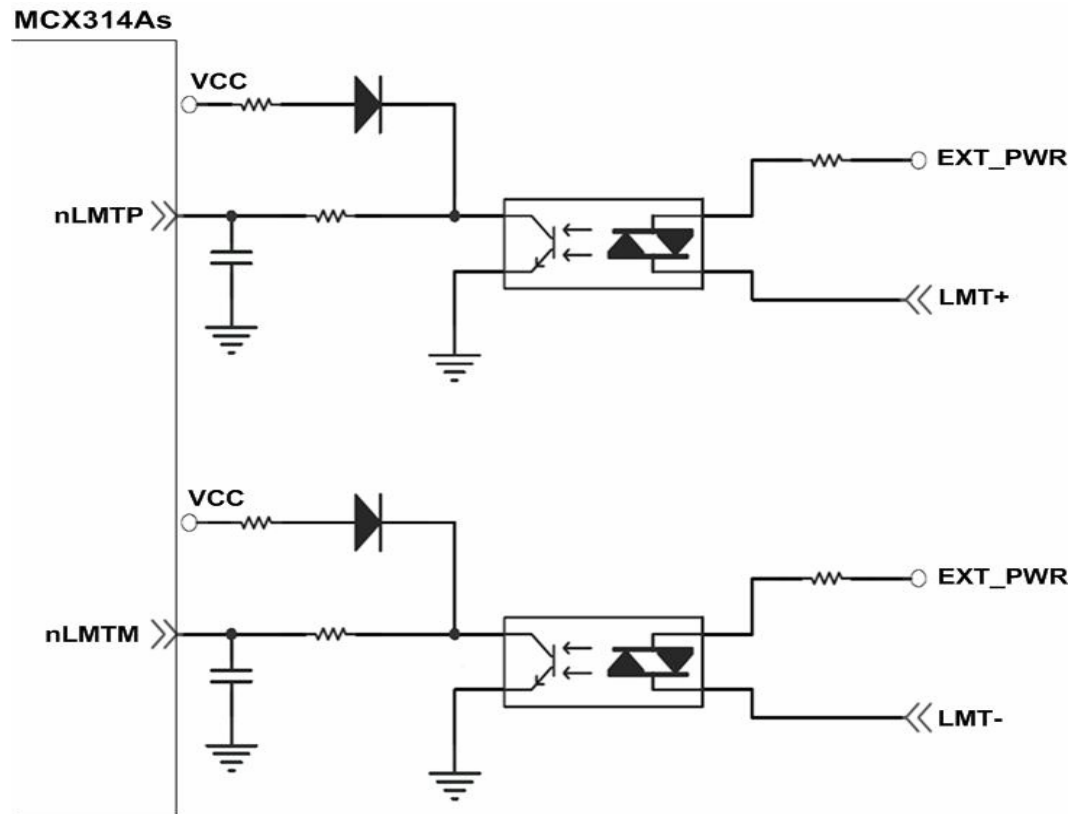 MCX314As
VCC
EXT_PWR
nLMTP
LMT+
VCC
EXT_PWR
nLMTM
LMT-